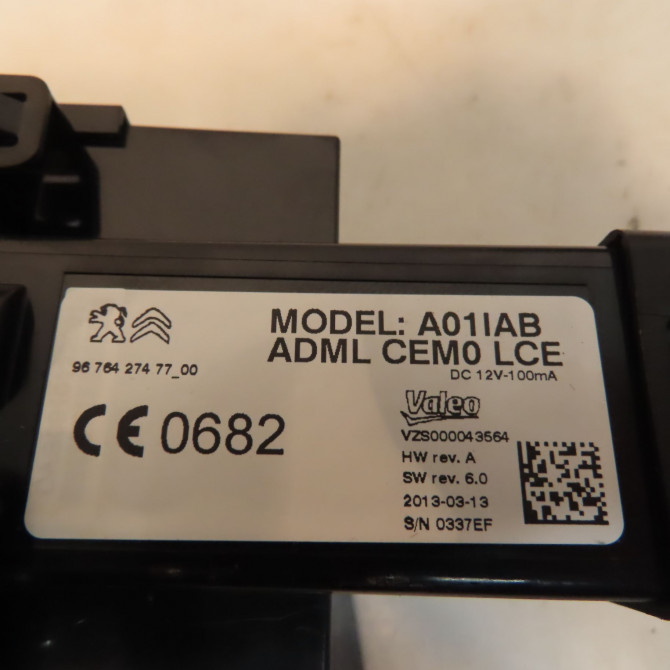 MODEL: A01IAB
ADML CEM0 LCE
DC 12V-100mA
96 764 274 77_00
CE 0682
Valeo
VZS000043564
HW rev. A
SW rev. 6.0
2013-03-13
S/N 0337EF